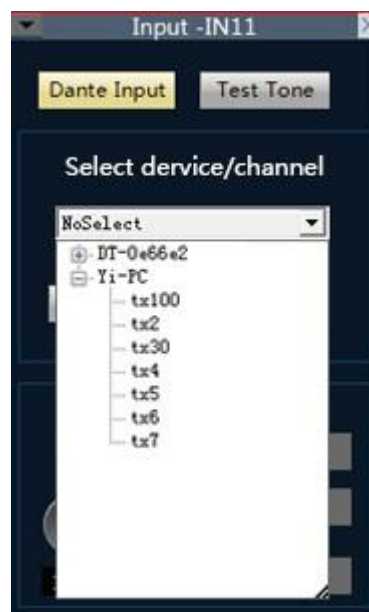 Input -IN11
Dante Input
Test Tone
Select dervice/channel
NoSelect
DT-0e66e2
Yi-PC
tx100
tx2
tx30
tx4
tx5
tx6
tx7